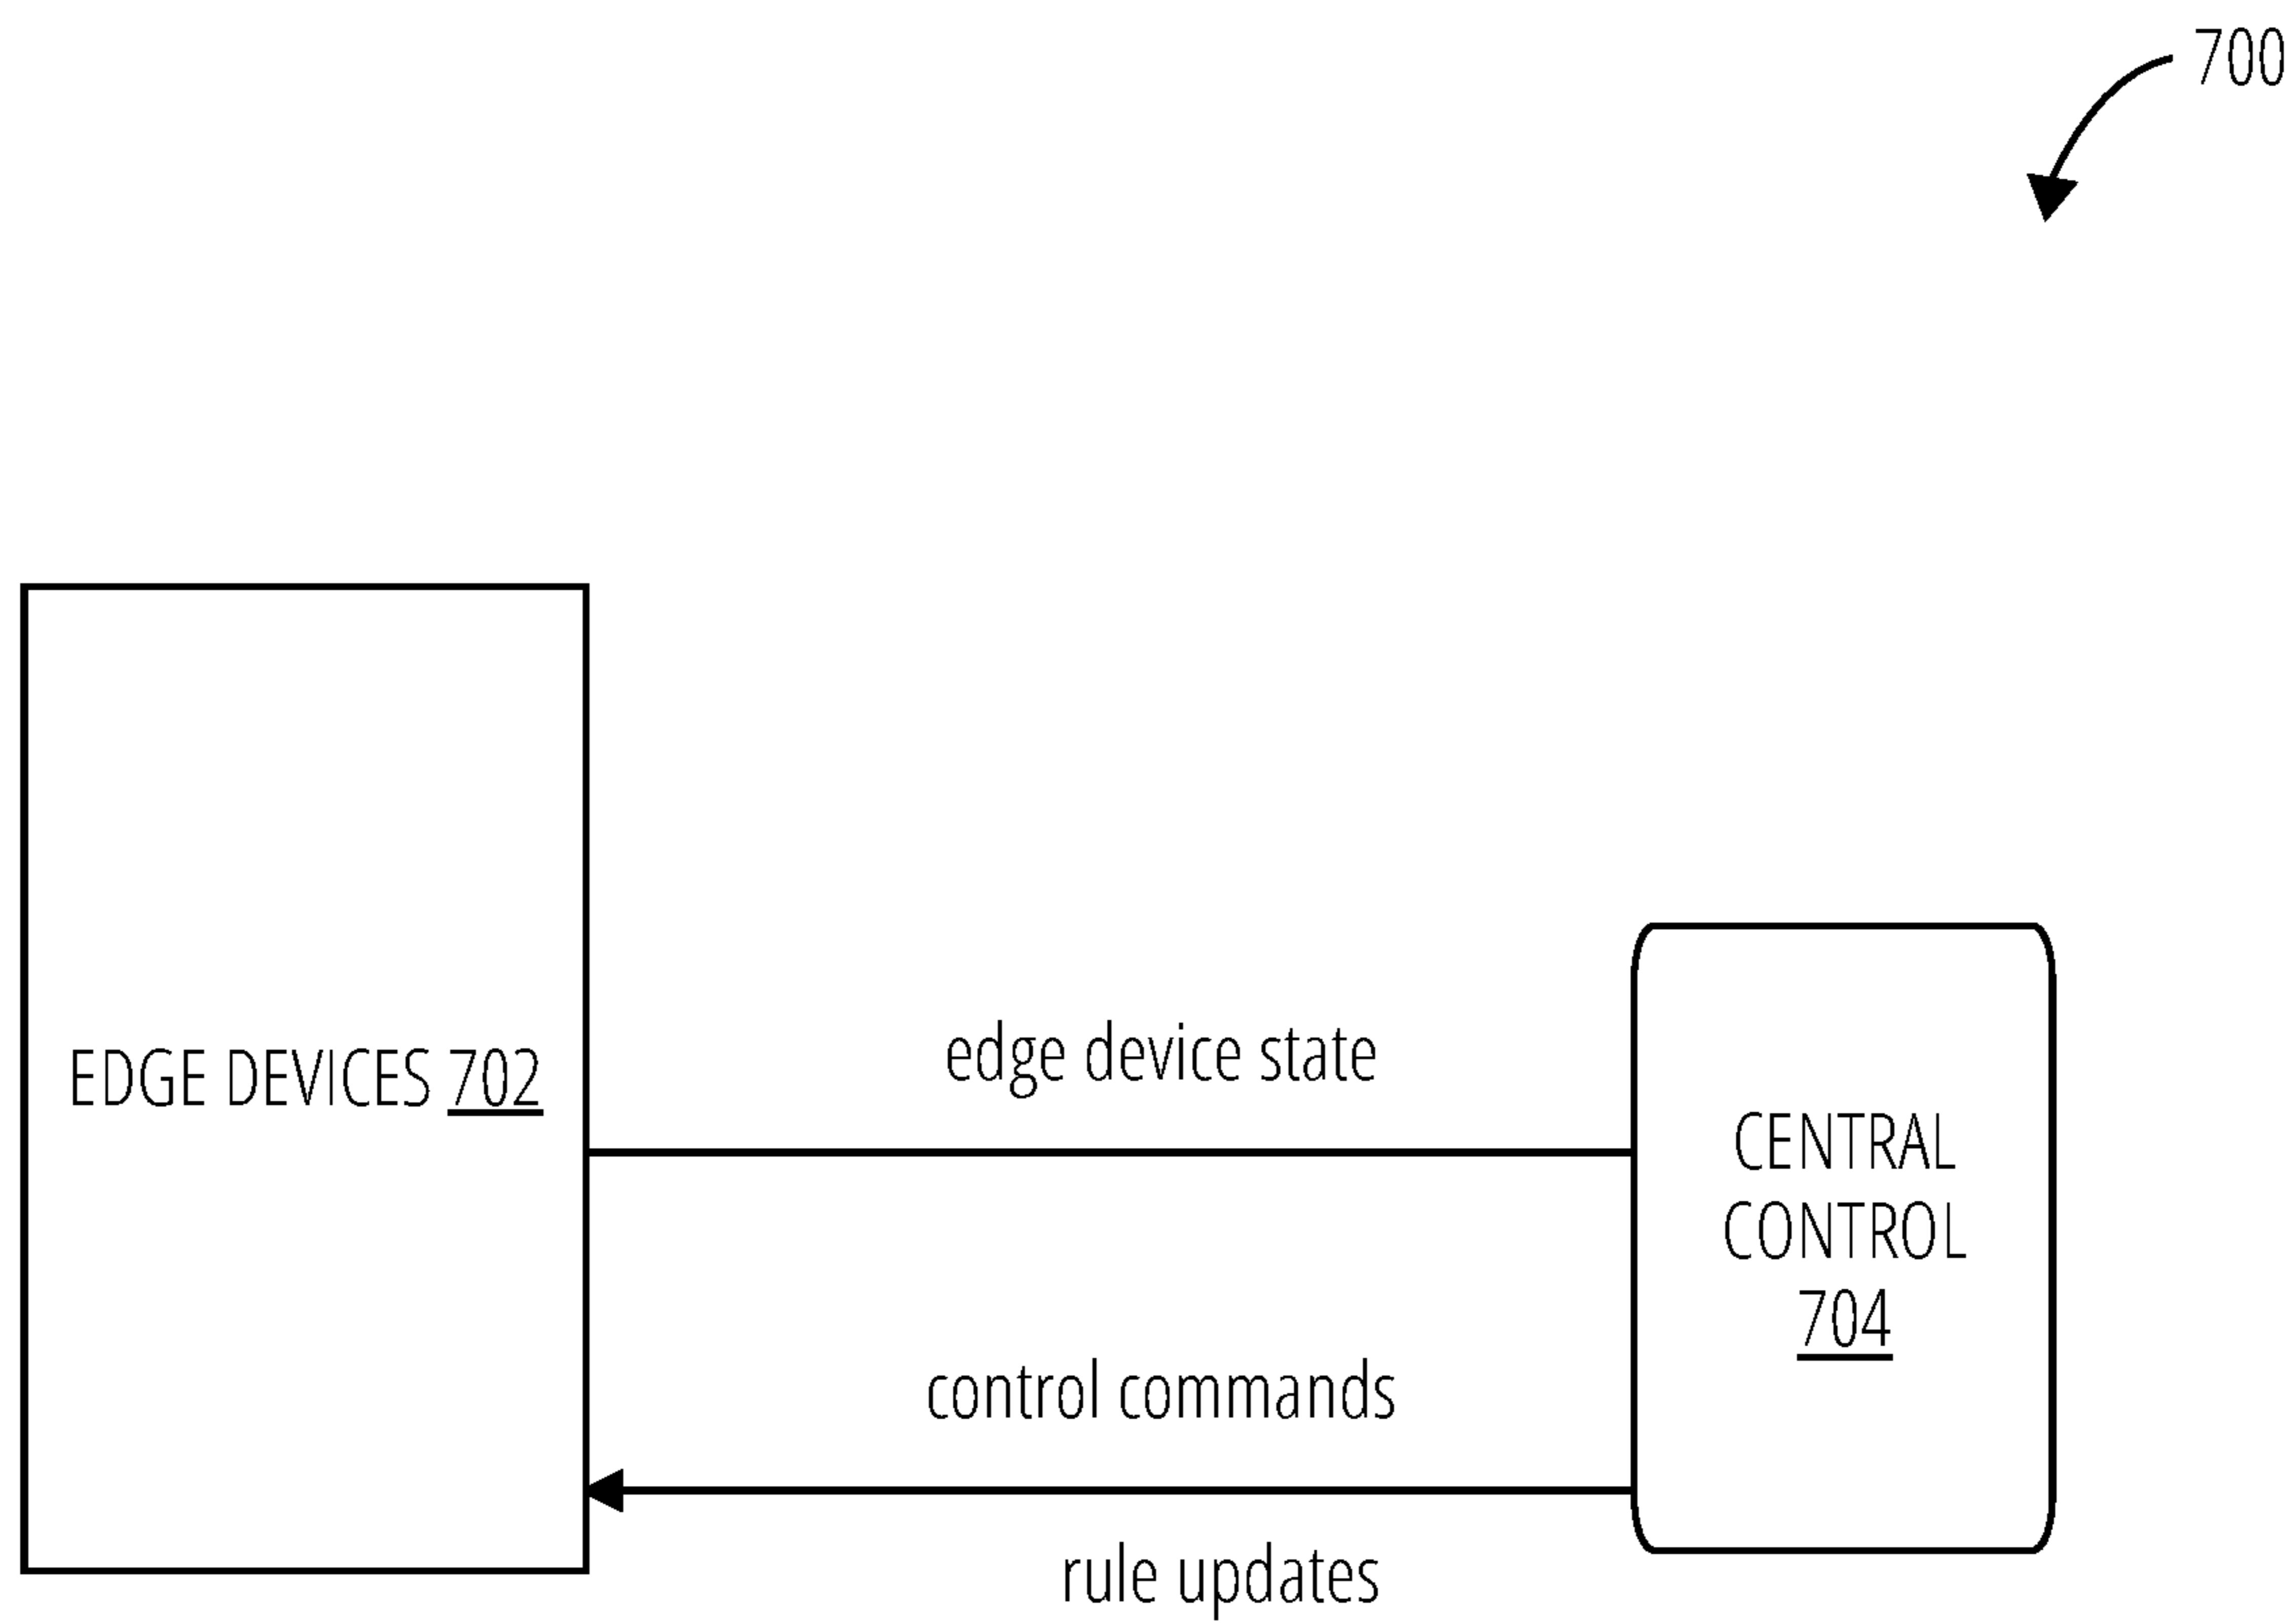 700
EDGE DEVICES 702
edge device state
CENTRAL
CONTROL
704
control commands
rule updates